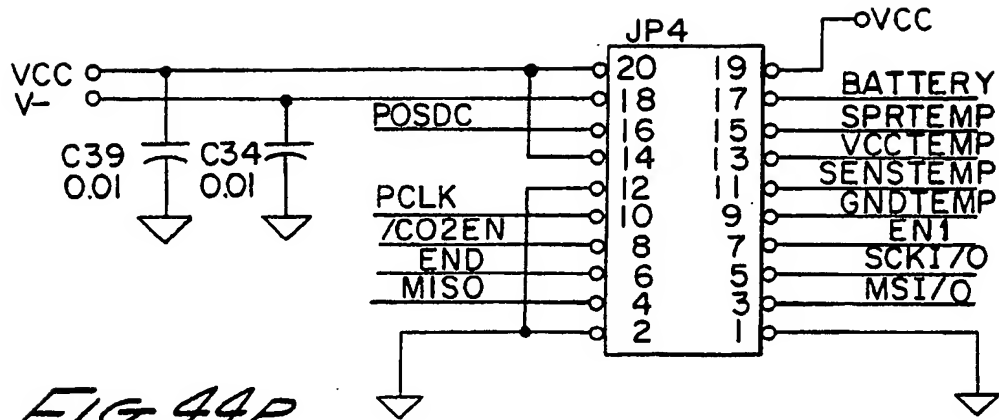 VCC
JP4
VCC
V-
20 19
18 17 BATTERY
POSDC 16 15 SPRTEMP
14 13 VCCTEMP
C39 0.01
C34 0.01
12 11 SENSTEMP
PCLK 10 9 GNDTEMP
/CO2EN 8 7 EN1
END 6 5 SCKI/O
MISO 4 3 MSI/O
2 1
FIG. 44B